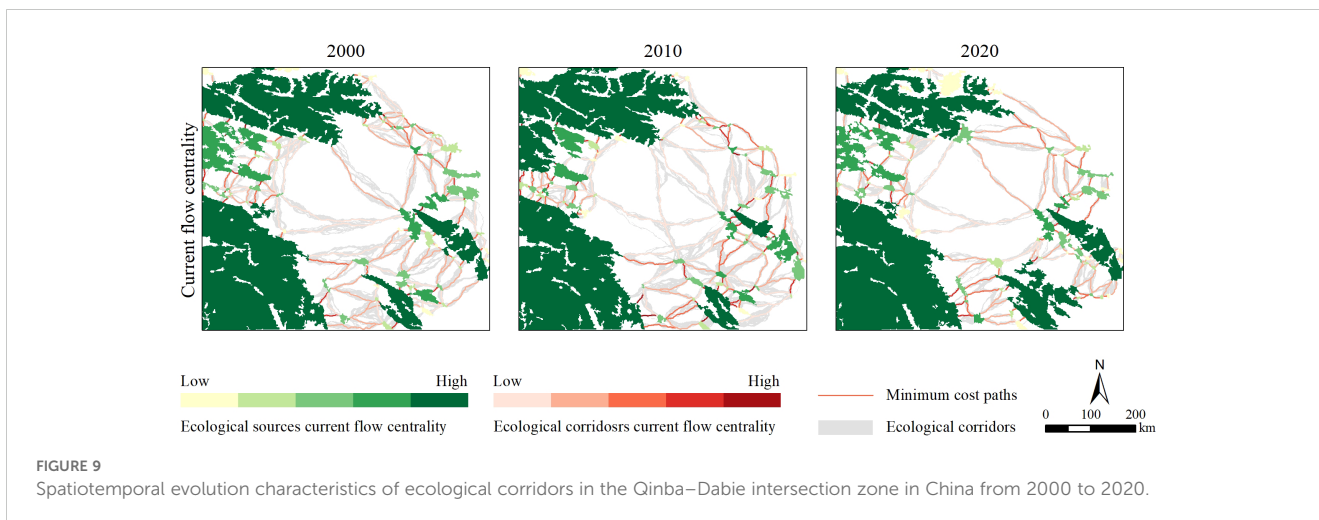 2000 2010 2020
Current flow centrality
Low High Low High
Ecological sources current flow centrality
Ecological corridosrs current flow centrality
Minimum cost paths
Ecological corridors
N
0 100 200
km
FIGURE 9
Spatiotemporal evolution characteristics of ecological corridors in the Qinba–Dabie intersection zone in China from 2000 to 2020.